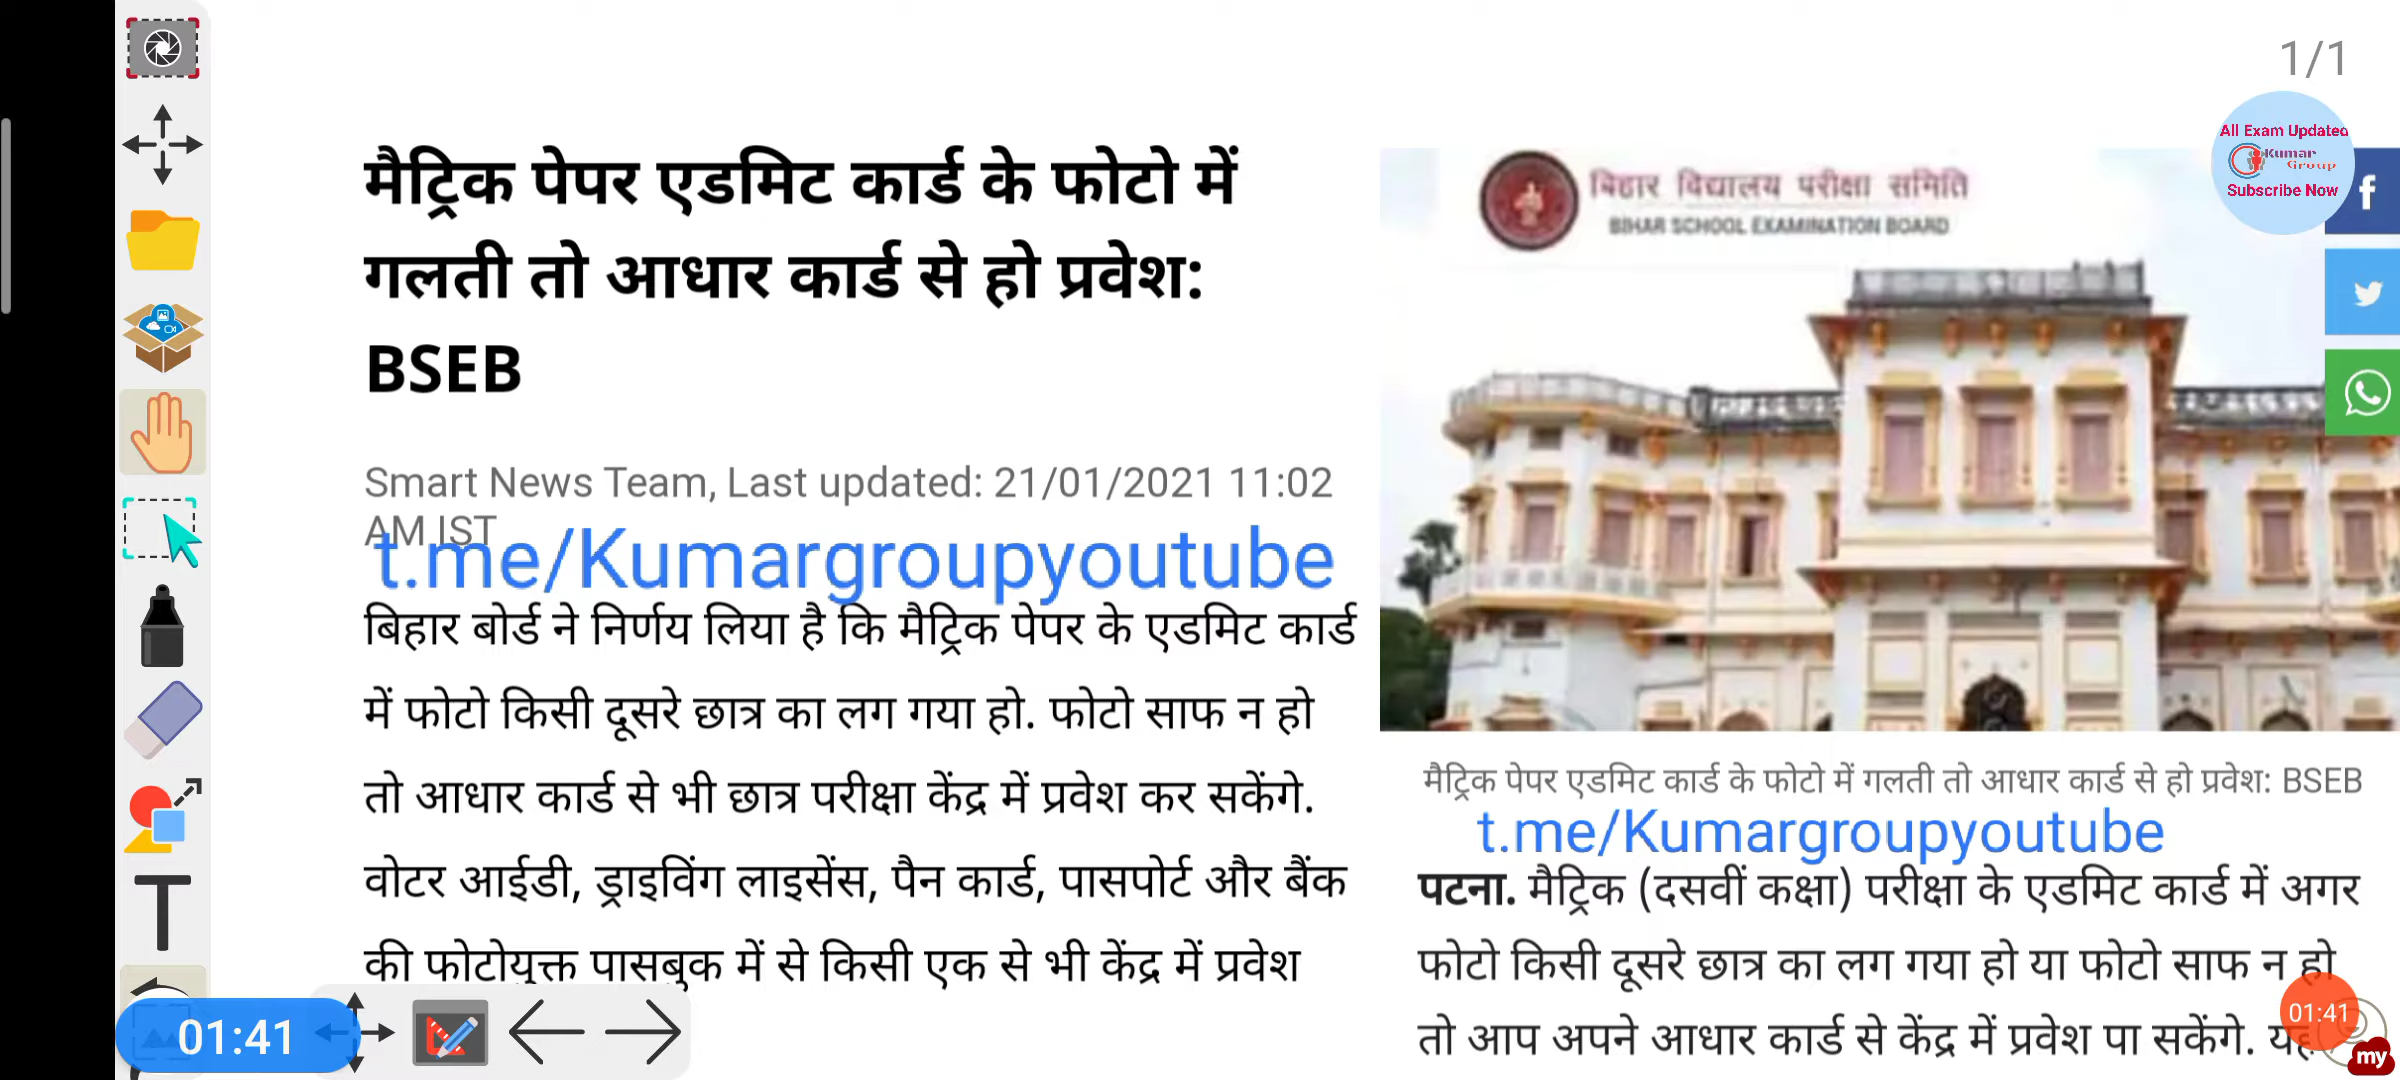 1/1
All Exam Updated
Kumar
Group
Subscribe Now
मैट्रिक पेपर एडमिट कार्ड के फोटो में
गलती तो आधार कार्ड से हो प्रवेश:
BSEB
Smart News Team, Last updated: 21/01/2021 11:02
AM IST
t.me/Kumargroupyoutube
बिहार बोर्ड ने निर्णय लिया है कि मैट्रिक पेपर के एडमिट कार्ड
में फोटो किसी दूसरे छात्र का लग गया हो. फोटो साफ न हो
तो आधार कार्ड से भी छात्र परीक्षा केंद्र में प्रवेश कर सकेंगे.
वोटर आईडी, ड्राइविंग लाइसेंस, पैन कार्ड, पासपोर्ट और बैंक
की फोटोयुक्त पासबुक में से किसी एक से भी केंद्र में प्रवेश
बिहार विद्यालय परीक्षा समिति
BIHAR SCHOOL EXAMINATION BOARD
मैट्रिक पेपर एडमिट कार्ड के फोटो में गलती तो आधार कार्ड से हो प्रवेश: BSEB
t.me/Kumargroupyoutube
पटना. मैट्रिक (दसवीं कक्षा) परीक्षा के एडमिट कार्ड में अगर
फोटो किसी दूसरे छात्र का लग गया हो या फोटो साफ न हो
तो आप अपने आधार कार्ड से केंद्र में प्रवेश पा सकेंगे. यह
01:41
01:41
my